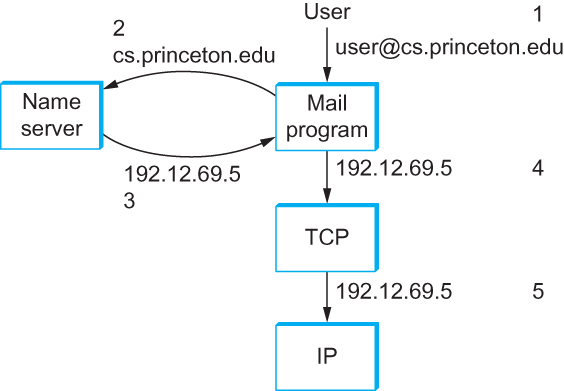 User
1
user@cs.princeton.edu
2
cs.princeton.edu
Name
server
Mail
program
192.12.69.5
3
192.12.69.5
4
TCP
192.12.69.5
5
IP